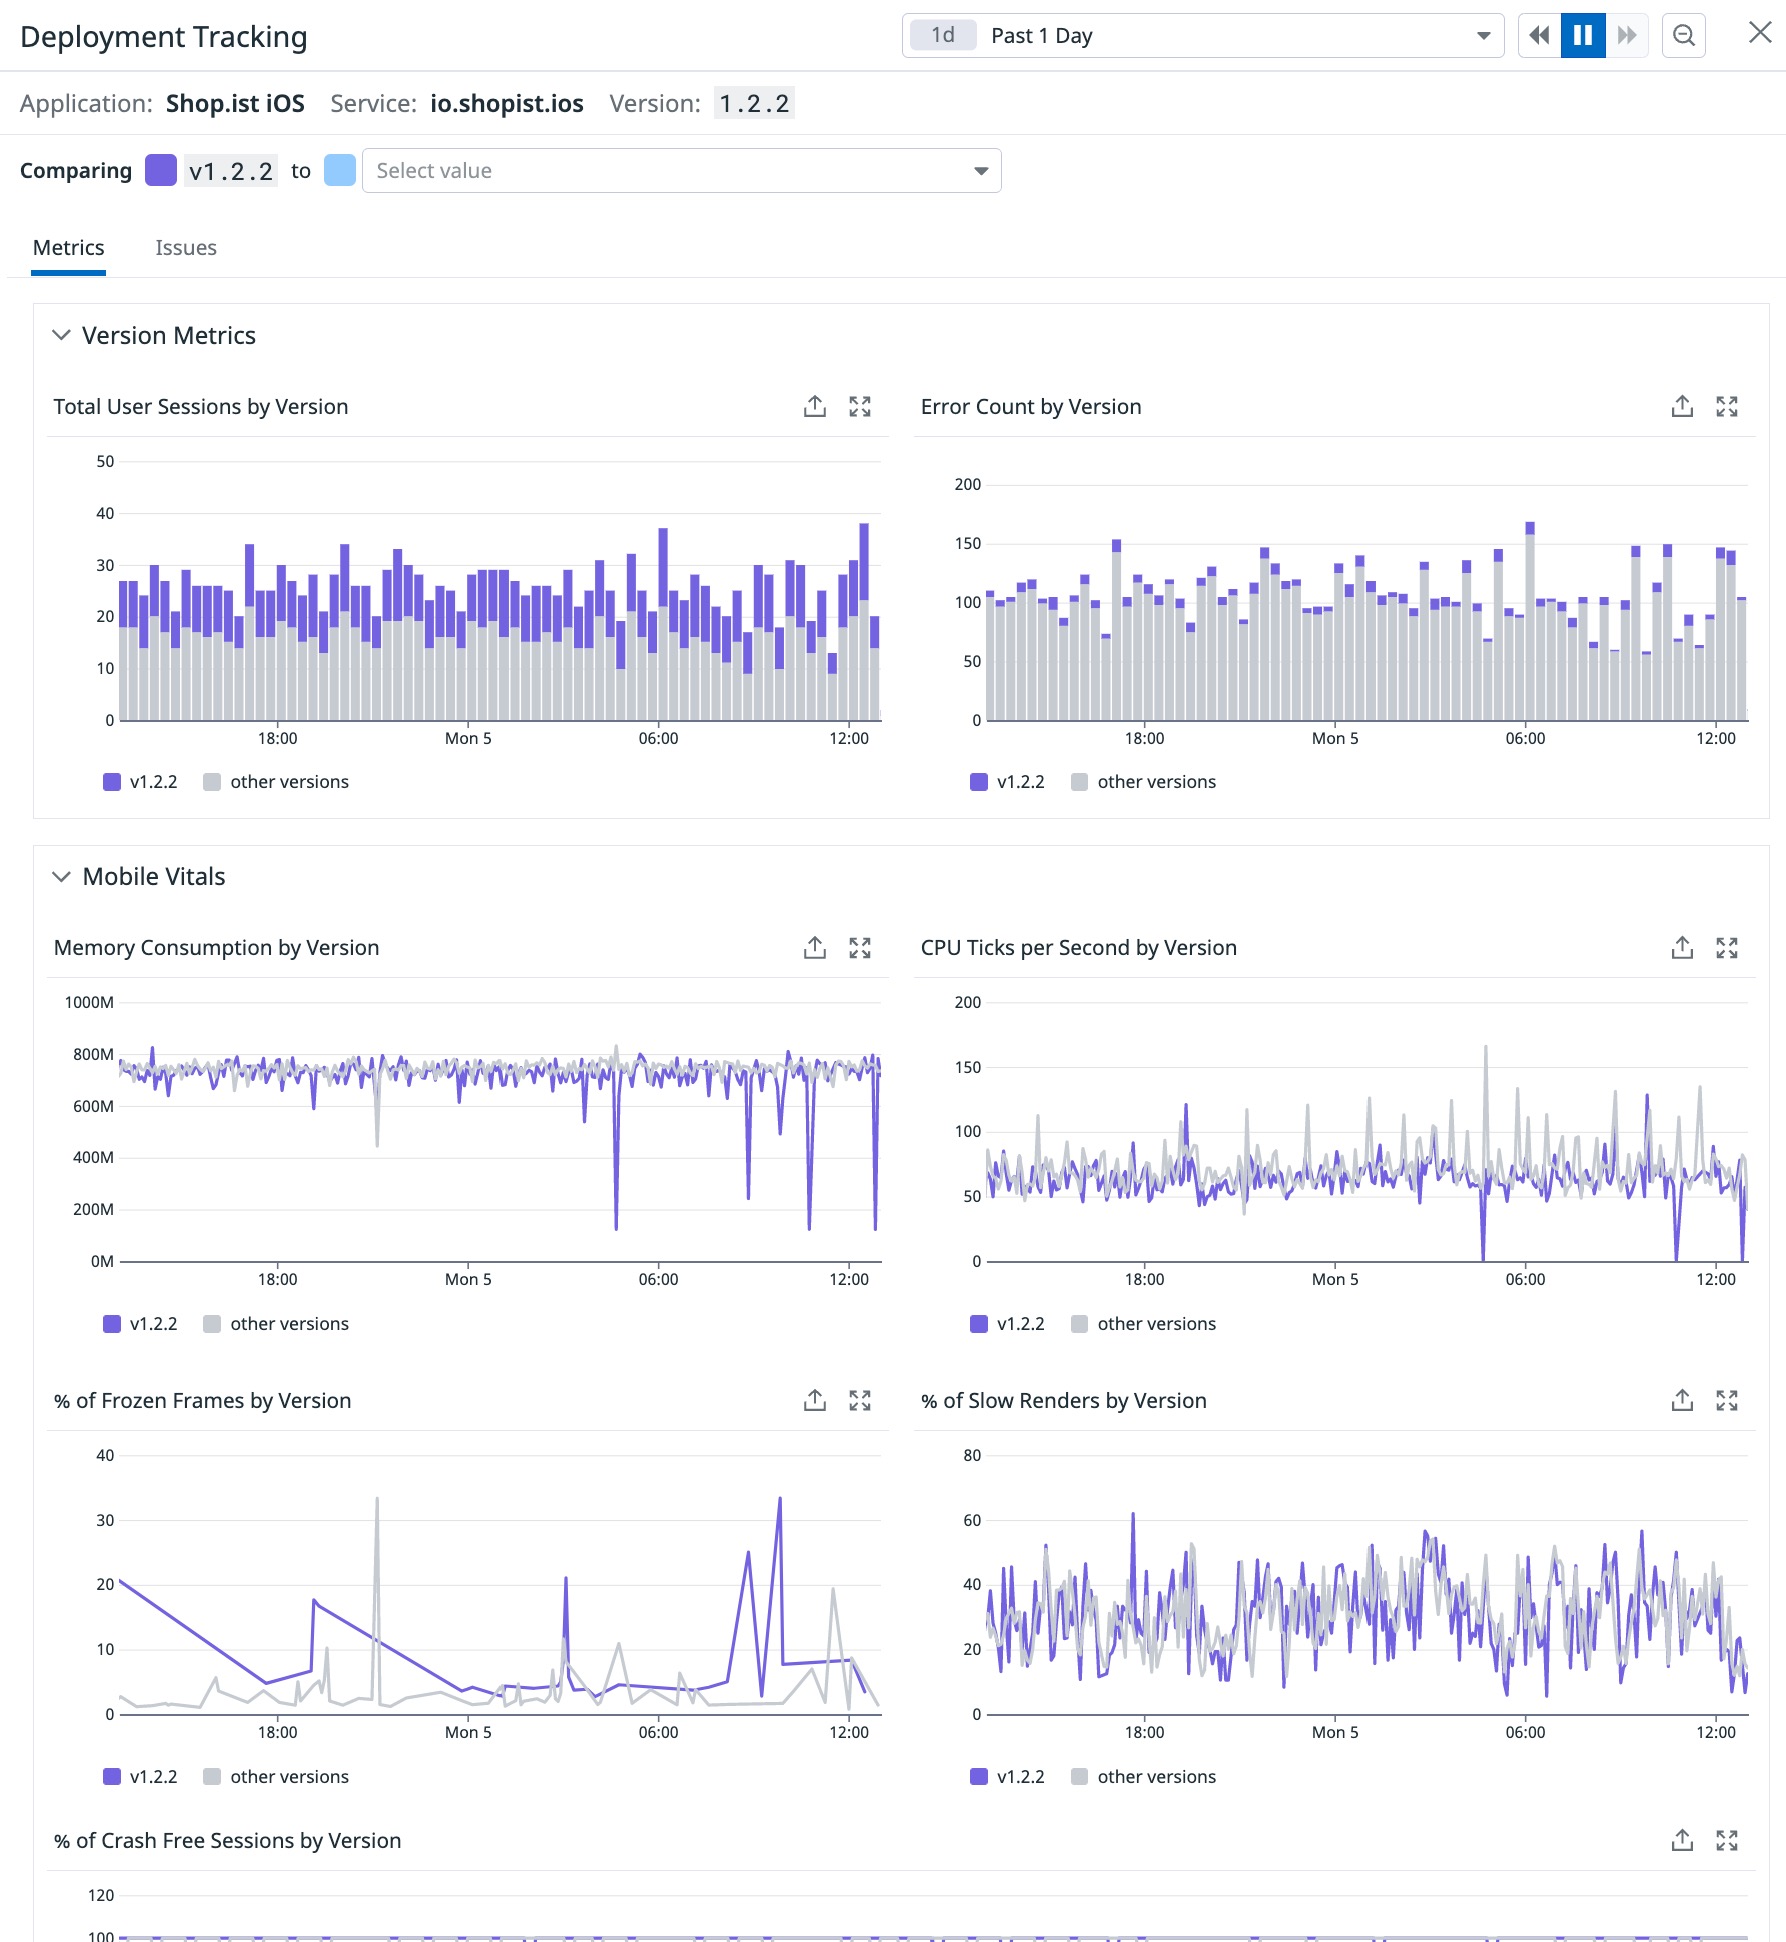 Deployment Tracking
1d Past 1 Day
Application: Shop.ist iOS Service: io.shopist.ios Version: 1.2.2
Comparing v1.2.2 to Select value
Metrics Issues
Version Metrics
Total User Sessions by Version
50
40
30
20
10
0
18:00 Mon 5 06:00 12:00
v1.2.2 other versions
Error Count by Version
200
150
100
50
0
18:00 Mon 5 06:00 12:00
v1.2.2 other versions
Mobile Vitals
Memory Consumption by Version
1000M
800M
600M
400M
200M
0M
18:00 Mon 5 06:00 12:00
v1.2.2 other versions
CPU Ticks per Second by Version
200
150
100
50
0
18:00 Mon 5 06:00 12:00
v1.2.2 other versions
% of Frozen Frames by Version
40
30
20
10
0
18:00 Mon 5 06:00 12:00
v1.2.2 other versions
% of Slow Renders by Version
80
60
40
20
0
18:00 Mon 5 06:00 12:00
v1.2.2 other versions
% of Crash Free Sessions by Version
120
100